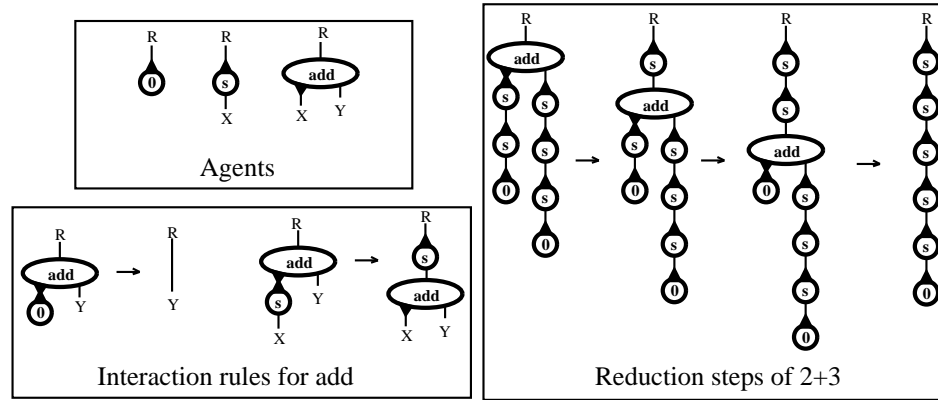 R R R
0 s add
X X Y
Agents
R R R R
add add s
0 Y Y s Y add
X X Y
Interaction rules for add
R R R R
add s s s
s s add s s
s s s s add s
0 s 0 s 0 s s
0 s s s
0 s 0
0
Reduction steps of 2+3